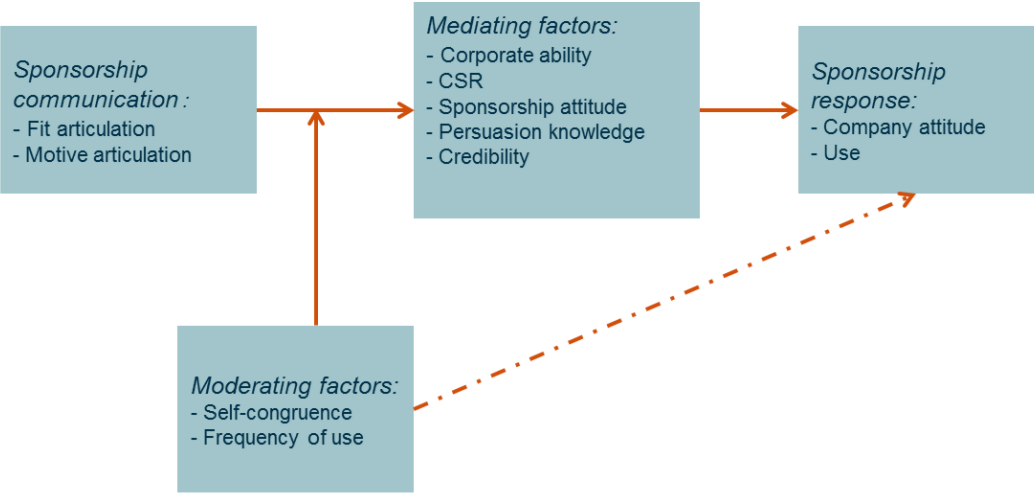 Sponsorship
communication :
- Fit articulation
- Motive articulation
Mediating factors:
- Corporate ability
- CSR
- Sponsorship attitude
- Persuasion knowledge
- Credibility
Sponsorship
response:
- Company attitude
- Use
Moderating factors:
- Self-congruence
- Frequency of use